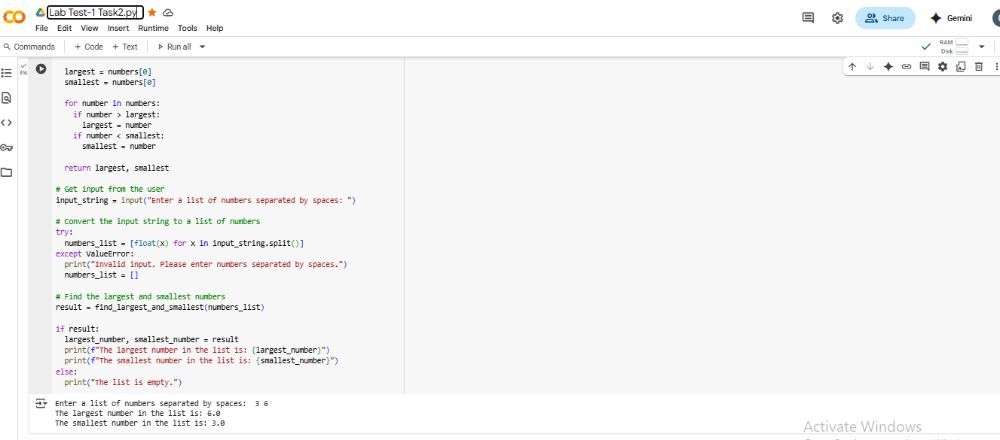 CO Lab Test-1 Task2.py
File Edit View Insert Runtime Tools Help
Share
Gemini
Commands + Code + Text Run all
RAM
Disk
35s
largest = numbers[0]
smallest = numbers[0]
for number in numbers:
if number > largest:
largest = number
if number < smallest:
smallest = number
return largest, smallest
# Get input from the user
input_string = input("Enter a list of numbers separated by spaces: ")
# Convert the input string to a list of numbers
try:
numbers_list = [float(x) for x in input_string.split()]
except ValueError:
print("Invalid input. Please enter numbers separated by spaces.")
numbers_list = []
# Find the largest and smallest numbers
result = find_largest_and_smallest(numbers_list)
if result:
largest_number, smallest_number = result
print(f"The largest number in the list is: {largest_number}")
print(f"The smallest number in the list is: {smallest_number}")
else:
print("The list is empty.")
Enter a list of numbers separated by spaces: 3 6
The largest number in the list is: 6.0
The smallest number in the list is: 3.0
Activate Windows